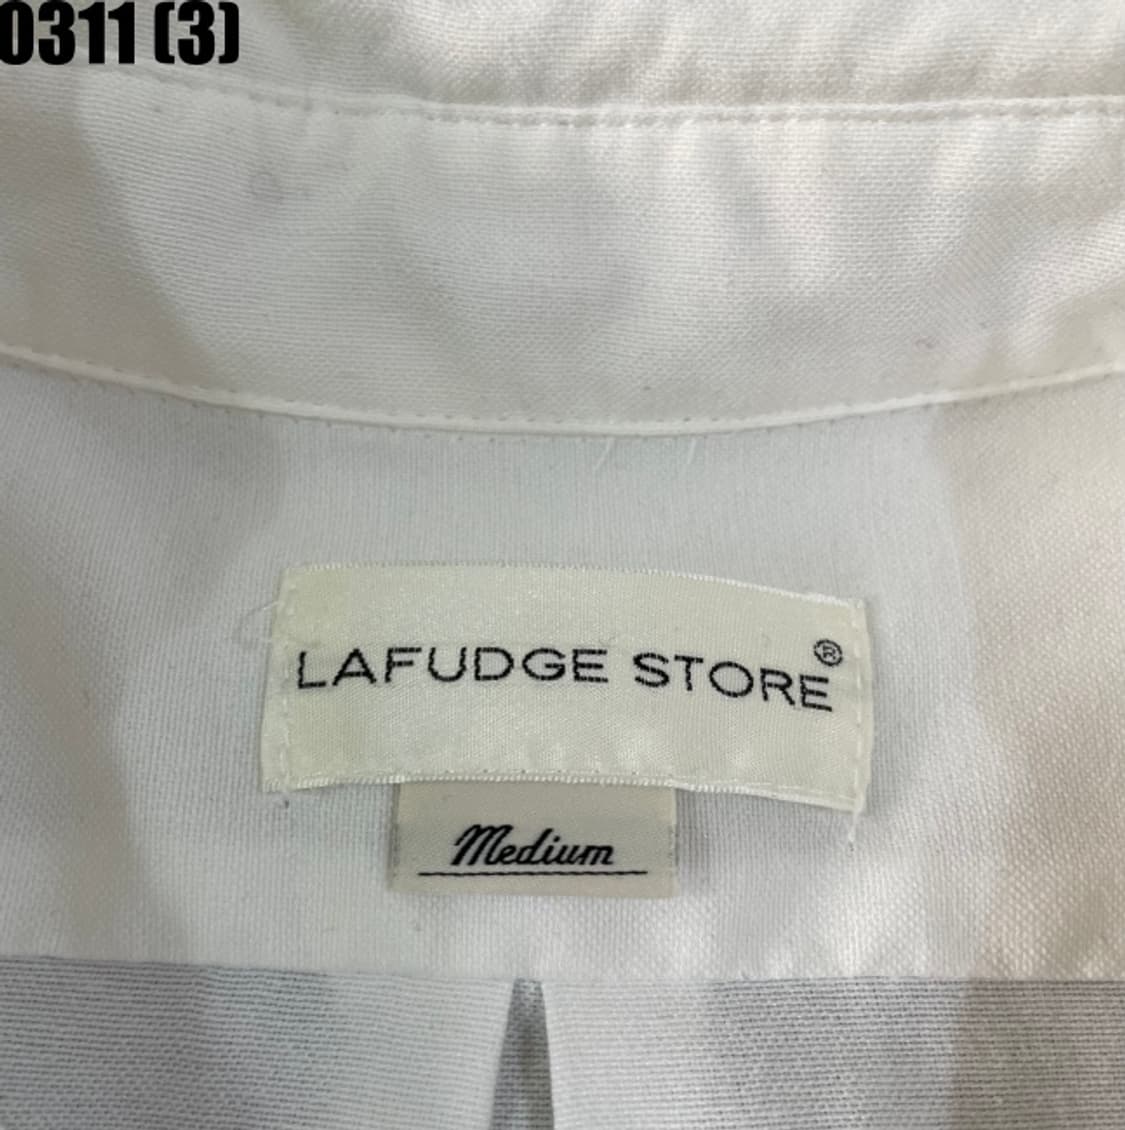 0311 (3)
LAFUDGE STORE®
Medium